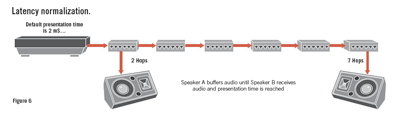 Latency normalization.
Default presentation time
is 2 mS...
2 Hops
7 Hops
Speaker A buffers audio until Speaker B receives
audio and presentation time is reached
Figure 6